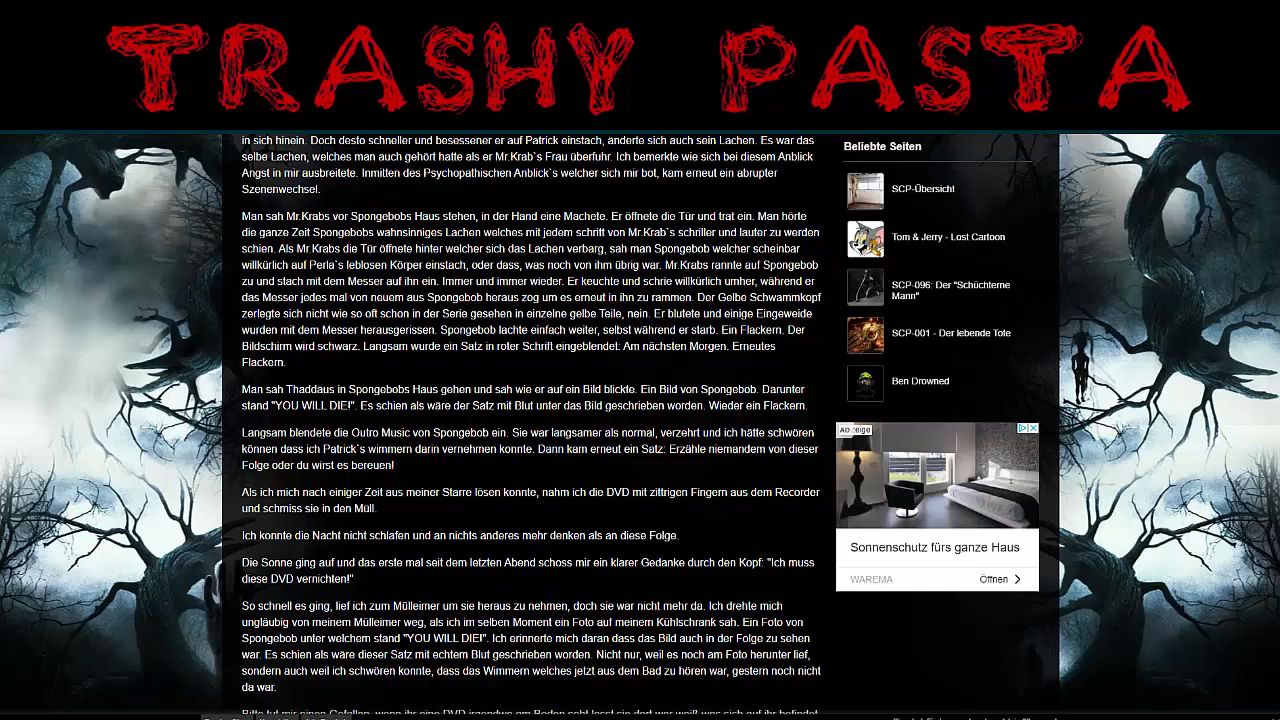 TRASHY PASTA
in sich hinein. Doch desto schneller und besessener er auf Patrick einstach, änderte sich auch sein Lachen. Es war das
selbe Lachen, welches man auch gehört hatte als er Mr.Krab`s Frau überfuhr. Ich bemerkte wie sich bei diesem Anblick
Angst in mir ausbreitete. Inmitten des Psychopathischen Anblick`s welcher sich mir bot, kam erneut ein abrupter
Szenenwechsel.
Man sah Mr.Krabs vor Spongebobs Haus stehen, in der Hand eine Machete. Er öffnete die Tür und trat ein. Man hörte
die ganze Zeit Spongebobs wahnsinniges Lachen welches mit jedem schritt von Mr.Krab`s schriller und lauter zu werden
schien. Als Mr.Krabs die Tür öffnete hinter welcher sich das Lachen verbarg, sah man Spongebob welcher scheinbar
willkürlich auf Perla`s leblosen Körper einstach, oder dass, was noch von ihm übrig war. Mr.Krabs rannte auf Spongebob
zu und stach mit dem Messer auf ihn ein. Immer und immer wieder. Er keuchte und schrie willkürlich umher, während er
das Messer jedes mal von neuem aus Spongebob heraus zog um es erneut in ihn zu rammen. Der Gelbe Schwammkopf
zerlegte sich nicht wie so oft schon in der Serie gesehen in einzelne gelbe Teile, nein. Er blutete und einige Eingeweide
wurden mit dem Messer herausgerissen. Spongebob lachte einfach weiter, selbst während er starb. Ein Flackern. Der
Bildschirm wird schwarz. Langsam wurde ein Satz in roter Schrift eingeblendet: Am nächsten Morgen. Erneutes
Flackern.
Man sah Thaddäus in Spongebobs Haus gehen und sah wie er auf ein Bild blickte. Ein Bild von Spongebob. Darunter
stand "YOU WILL DIE!". Es schien als wäre der Satz mit Blut unter das Bild geschrieben worden. Wieder ein Flackern.
Langsam blendete die Outro Music von Spongebob ein. Sie war langsamer als normal, verzehrt und ich hätte schwören
können dass ich Patrick`s wimmern darin vernehmen konnte. Dann kam erneut ein Satz: Erzähle niemandem von dieser
Folge oder du wirst es bereuen!
Als ich mich nach einiger Zeit aus meiner Starre lösen konnte, nahm ich die DVD mit zittrigen Fingern aus dem Recorder
und schmiss sie in den Müll.
Ich konnte die Nacht nicht schlafen und an nichts anderes mehr denken als an diese Folge.
Die Sonne ging auf und das erste mal seit dem letzten Abend schoss mir ein klarer Gedanke durch den Kopf: "Ich muss
diese DVD vernichten!"
So schnell es ging, lief ich zum Mülleimer um sie heraus zu nehmen, doch sie war nicht mehr da. Ich drehte mich
ungläubig von meinem Mülleimer weg, als ich im selben Moment ein Foto auf meinem Kühlschrank sah. Ein Foto von
Spongebob unter welchem stand "YOU WILL DIE!". Ich erinnerte mich daran dass das Bild auch in der Folge zu sehen
war. Es schien als wäre dieser Satz mit echtem Blut geschrieben worden. Nicht nur, weil es noch am Foto herunter lief,
sondern auch weil ich schwören konnte, dass das Wimmern welches jetzt aus dem Bad zu hören war, gestern noch nicht
da war.
Beliebte Seiten
SCP-Übersicht
Tom & Jerry - Lost Cartoon
SCP-096: Der "Schüchterne
Mann"
SCP-001 - Der lebende Tote
Ben Drowned
Sonnenschutz fürs ganze Haus
WAREMA
Öffnen